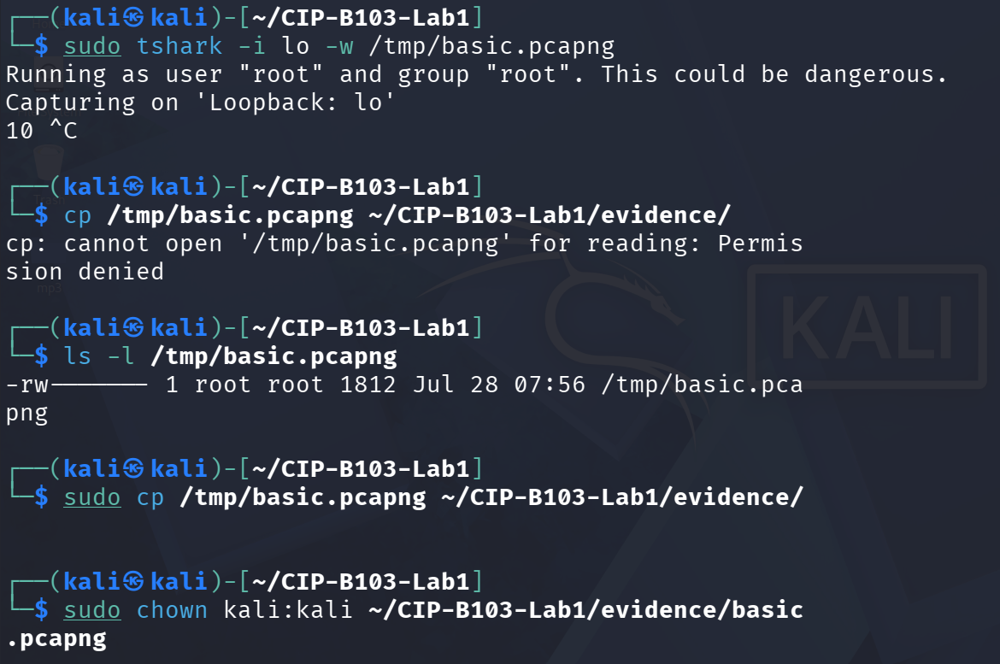 ┌──(kali㉿kali)-[~/CIP-B103-Lab1]
└─$ sudo tshark -i lo -w /tmp/basic.pcapng
Running as user "root" and group "root". This could be dangerous.
Capturing on 'Loopback: lo'
10 ^C
┌──(kali㉿kali)-[~/CIP-B103-Lab1]
└─$ cp /tmp/basic.pcapng ~/CIP-B103-Lab1/evidence/
cp: cannot open '/tmp/basic.pcapng' for reading: Permis
sion denied
┌──(kali㉿kali)-[~/CIP-B103-Lab1]
└─$ ls -l /tmp/basic.pcapng
-rw------- 1 root root 1812 Jul 28 07:56 /tmp/basic.pca
png
┌──(kali㉿kali)-[~/CIP-B103-Lab1]
└─$ sudo cp /tmp/basic.pcapng ~/CIP-B103-Lab1/evidence/
┌──(kali㉿kali)-[~/CIP-B103-Lab1]
└─$ sudo chown kali:kali ~/CIP-B103-Lab1/evidence/basic
.pcapng
KALI
mp3